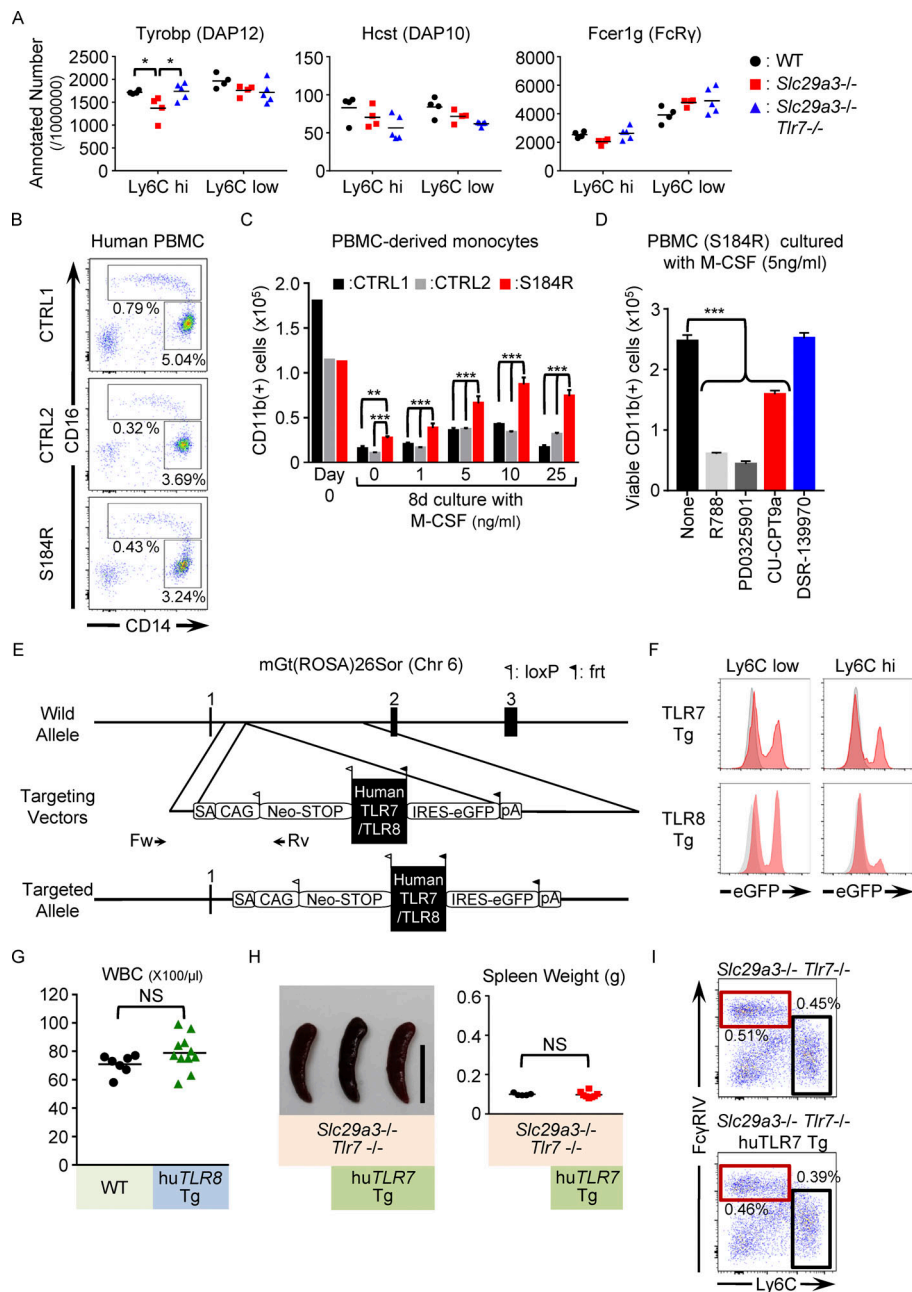 A
Tyrobp (DAP12)
Hcst (DAP10)
Fcer1g (FcRγ)
Annotated Number
(/1000000)
2500
2000
1500
1000
500
0
* *
Ly6C hi Ly6C low
150
100
50
0
Ly6C hi Ly6C low
8000
6000
4000
2000
0
Ly6C hi Ly6C low
: WT
: Slc29a3-/-
: Slc29a3-/-
Tlr7-/-
B
Human PBMC
CTRL1
0.79 %
5.04%
CTRL2
0.32 %
3.69%
S184R
0.43 %
3.24%
CD16
CD14
C
PBMC-derived monocytes
:CTRL1 :CTRL2 :S184R
CD11b(+) cells (x10⁵)
2.0
1.5
1.0
0.5
0
** *** *** *** *** ***
Day
0
0 1 5 10 25
8d culture with
M-CSF (ng/ml)
D
PBMC (S184R) cultured
with M-CSF (5ng/ml)
Viable CD11b(+) cells (x10⁵)
3
2
1
0
***
None
R788
PD0325901
CU-CPT9a
DSR-139970
E
mGt(ROSA)26Sor (Chr 6)
: loxP : frt
Wild
Allele
1 2 3
Targeting
Vectors
SA CAG Neo-STOP Human TLR7 /TLR8 IRES-eGFP pA
Fw Rv
Targeted
Allele
1
SA CAG Neo-STOP Human TLR7 /TLR8 IRES-eGFP pA
F
Ly6C low Ly6C hi
TLR7
Tg
TLR8
Tg
eGFP eGFP
G
WBC (X100/μl)
120
100
80
60
40
20
0
NS
WT
huTLR8
Tg
H
Slc29a3-/-
Tlr7 -/-
huTLR7
Tg
Spleen Weight (g)
0.6
0.4
0.2
0
NS
Slc29a3-/-
Tlr7-/-
huTLR7
Tg
I
Slc29a3-/- Tlr7-/-
0.45%
0.51%
Slc29a3-/- Tlr7-/-
huTLR7 Tg
0.39%
0.46%
FcγRIV
Ly6C